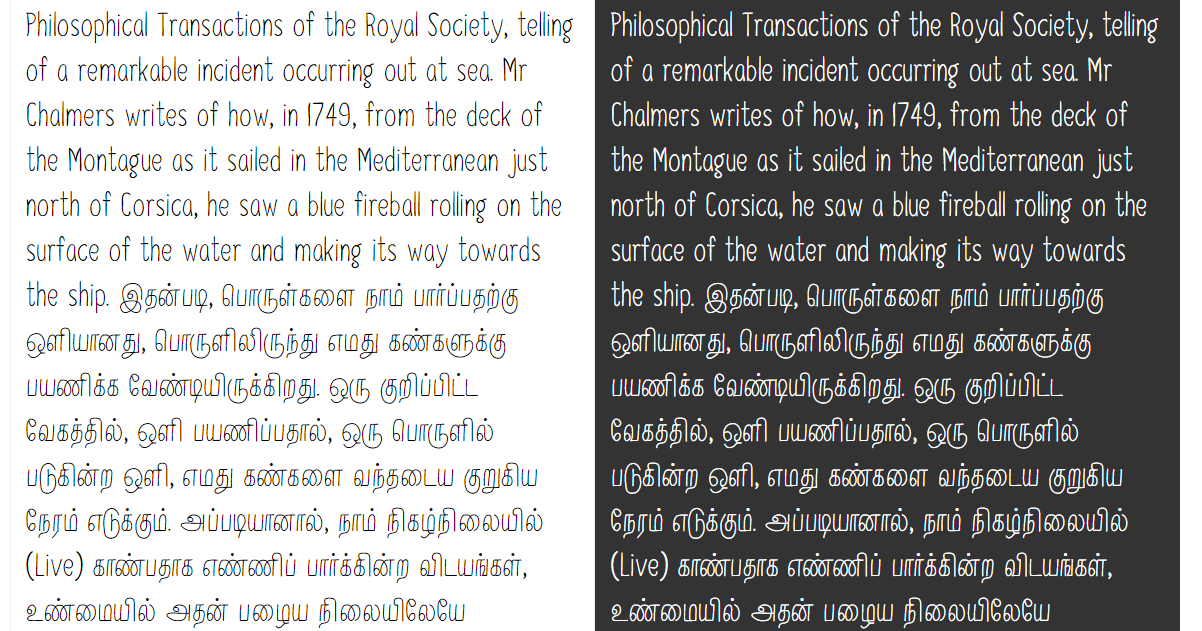 Philosophical Transactions of the Royal Society, telling
of a remarkable incident occurring out at sea. Mr
Chalmers writes of how, in 1749, from the deck of
the Montague as it sailed in the Mediterranean just
north of Corsica, he saw a blue fireball rolling on the
surface of the water and making its way towards
the ship. இதன்படி, பொருள்களை நாம் பார்ப்பதற்கு
ஒளியானது, பொருளிலிருந்து எமது கண்களுக்கு
பயணிக்க வேண்டியிருக்கிறது. ஒரு குறிப்பிட்ட
வேகத்தில், ஒளி பயணிப்பதால், ஒரு பொருளில்
படுகின்ற ஒளி, எமது கண்களை வந்தடைய குறுகிய
நேரம் எடுக்கும். அப்படியானால், நாம் நிகழ்நிலையில்
(Live) காண்பதாக எண்ணிப் பார்க்கின்ற விடயங்கள்,
உண்மையில் அதன் பழைய நிலையிலேயே
Philosophical Transactions of the Royal Society, telling
of a remarkable incident occurring out at sea. Mr
Chalmers writes of how, in 1749, from the deck of
the Montague as it sailed in the Mediterranean just
north of Corsica, he saw a blue fireball rolling on the
surface of the water and making its way towards
the ship. இதன்படி, பொருள்களை நாம் பார்ப்பதற்கு
ஒளியானது, பொருளிலிருந்து எமது கண்களுக்கு
பயணிக்க வேண்டியிருக்கிறது. ஒரு குறிப்பிட்ட
வேகத்தில், ஒளி பயணிப்பதால், ஒரு பொருளில்
படுகின்ற ஒளி, எமது கண்களை வந்தடைய குறுகிய
நேரம் எடுக்கும். அப்படியானால், நாம் நிகழ்நிலையில்
(Live) காண்பதாக எண்ணிப் பார்க்கின்ற விடயங்கள்,
உண்மையில் அதன் பழைய நிலையிலேயே